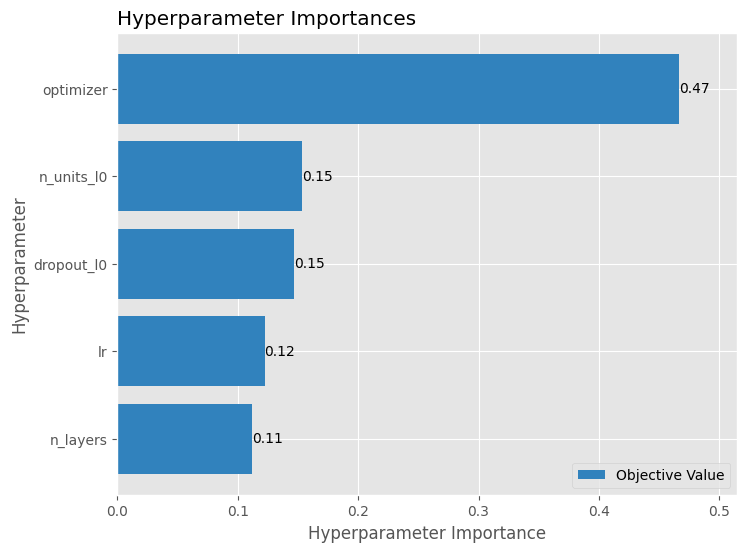 Hyperparameter Importances
optimizer
0.47
n_units_l0
0.15
dropout_l0
0.15
lr
0.12
n_layers
0.11
Objective Value
0.0 0.1 0.2 0.3 0.4 0.5
Hyperparameter Importance
Hyperparameter